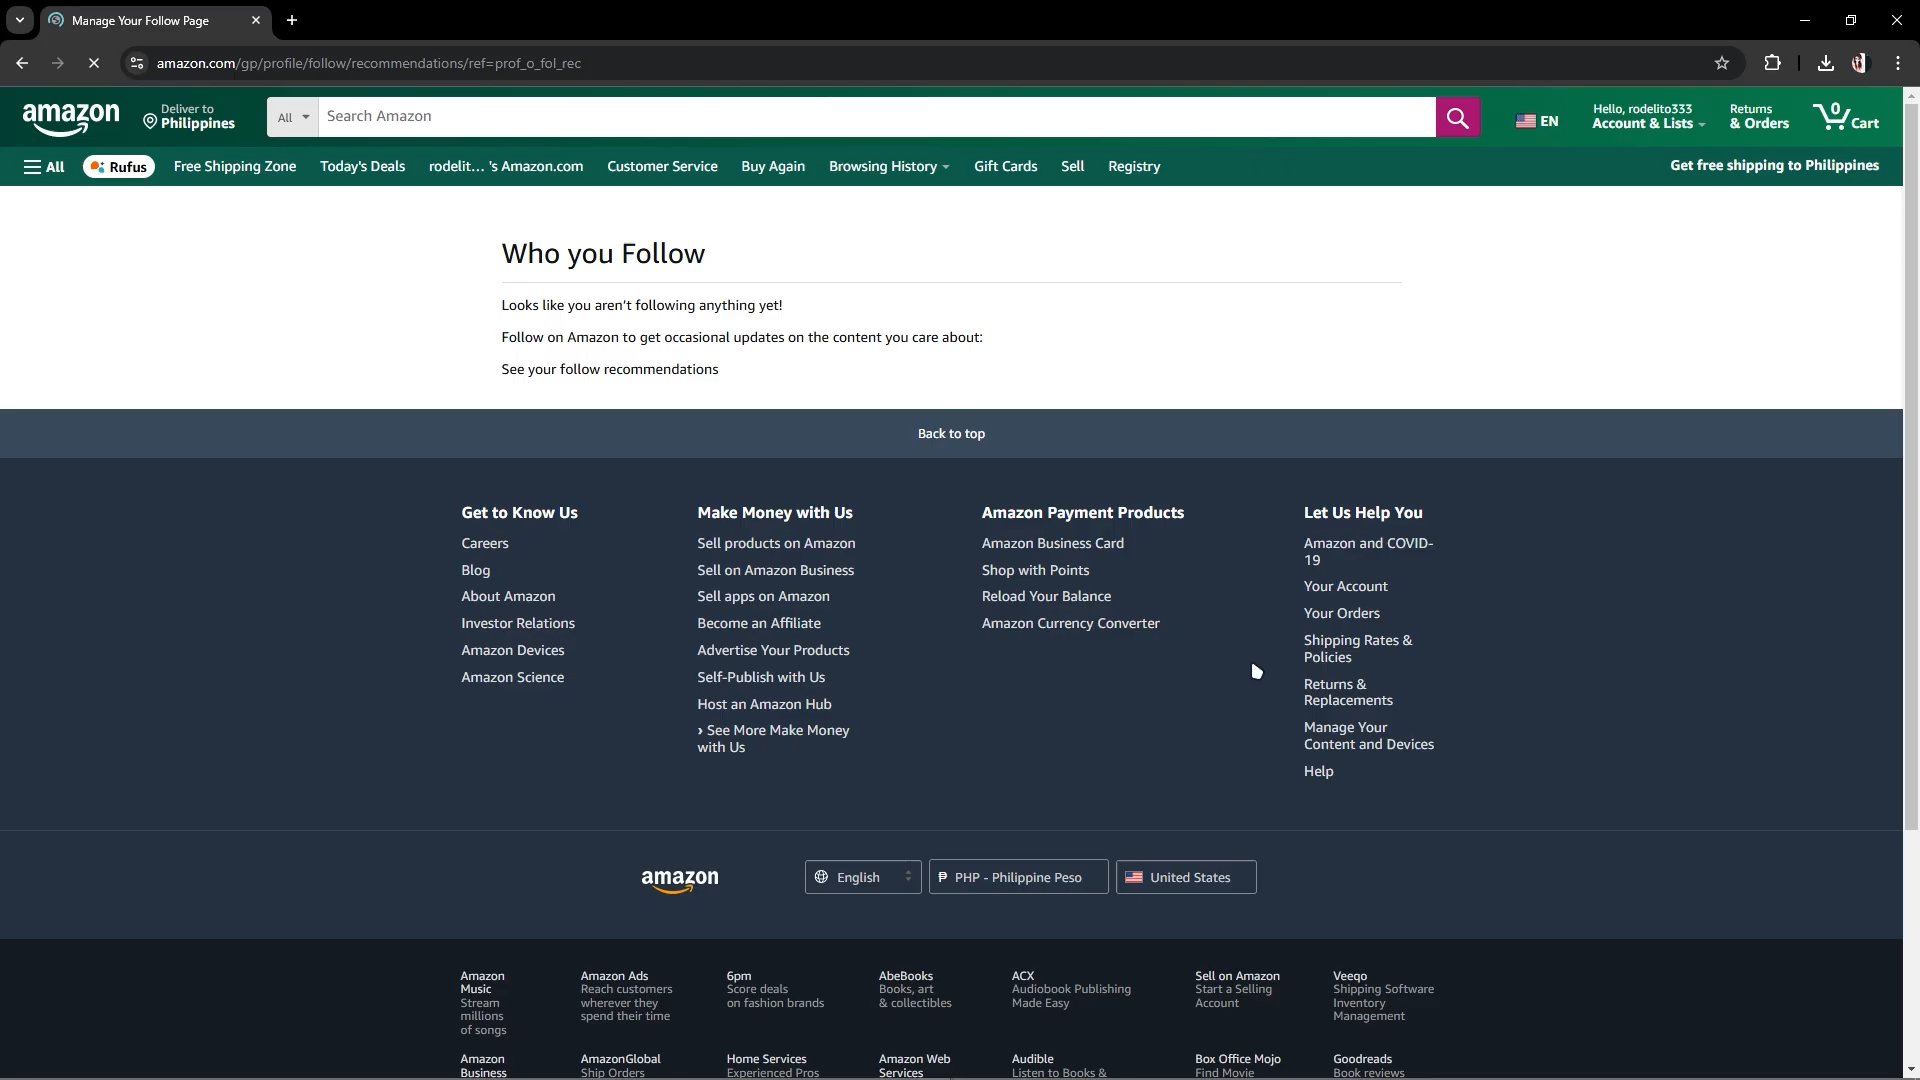 Manage Your Follow Page
amazon.com/gp/profile/follow/recommendations/ref=prof_o_fol_rec
amazon
Deliver to
Philippines
All
Search Amazon
EN
Hello, rodelito333
Account & Lists
Returns
& Orders
0
Cart
All
Rufus
Free Shipping Zone
Today's Deals
rodelit... 's Amazon.com
Customer Service
Buy Again
Browsing History
Gift Cards
Sell
Registry
Get free shipping to Philippines
Who you Follow
Looks like you aren’t following anything yet!
Follow on Amazon to get occasional updates on the content you care about:
See your follow recommendations
Back to top
Get to Know Us
Careers
Blog
About Amazon
Investor Relations
Amazon Devices
Amazon Science
Make Money with Us
Sell products on Amazon
Sell on Amazon Business
Sell apps on Amazon
Become an Affiliate
Advertise Your Products
Self-Publish with Us
Host an Amazon Hub
› See More Make Money
with Us
Amazon Payment Products
Amazon Business Card
Shop with Points
Reload Your Balance
Amazon Currency Converter
Let Us Help You
Amazon and COVID-
19
Your Account
Your Orders
Shipping Rates &
Policies
Returns &
Replacements
Manage Your
Content and Devices
Help
amazon
English
₱ PHP - Philippine Peso
United States
Amazon
Music
Stream
millions
of songs
Amazon Ads
Reach customers
wherever they
spend their time
6pm
Score deals
on fashion brands
AbeBooks
Books, art
& collectibles
ACX
Audiobook Publishing
Made Easy
Sell on Amazon
Start a Selling
Account
Veeqo
Shipping Software
Inventory
Management
Amazon
Business
AmazonGlobal
Ship Orders
Home Services
Experienced Pros
Amazon Web
Services
Audible
Listen to Books &
Box Office Mojo
Find Movie
Goodreads
Book reviews